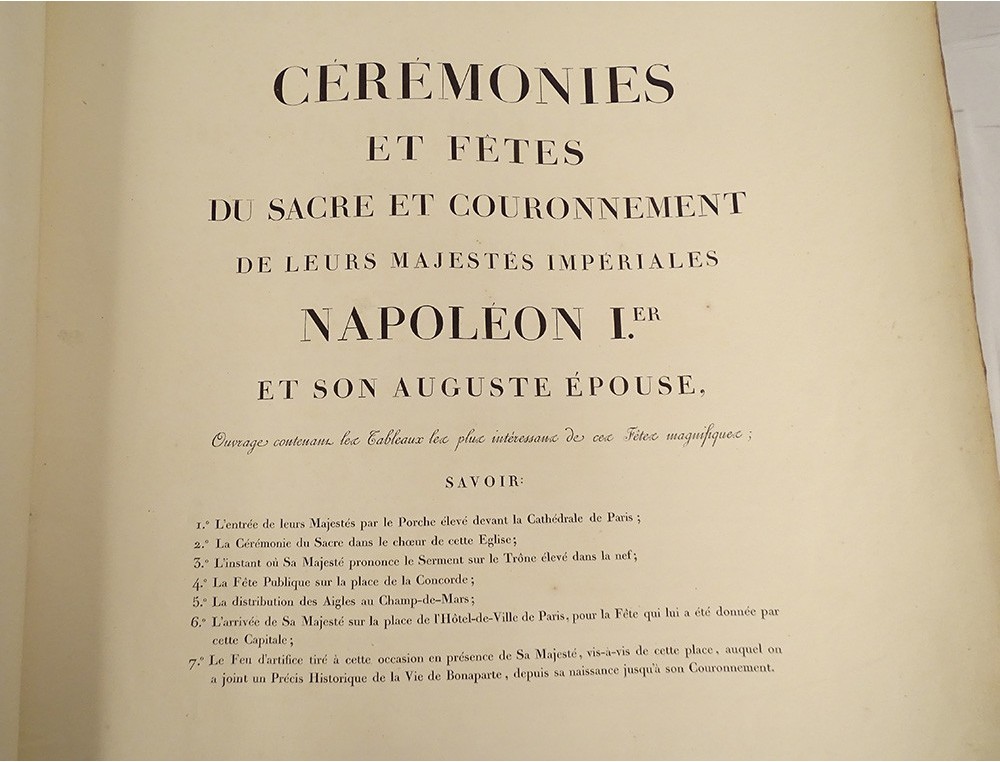 CÉRÉMONIES
ET FÊTES
DU SACRE ET COURONNEMENT
DE LEURS MAJESTÉS IMPÉRIALES
NAPOLÉON I.ER
ET SON AUGUSTE ÉPOUSE,
Ouvrage contenant les Tableaux les plus intéressans de ces Fêtes magnifiques ;
SAVOIR:
1.° L'entrée de leurs Majestés par le Porche élevé devant la Cathédrale de Paris ;
2.° La Cérémonie du Sacre dans le chœur de cette Eglise ;
3.° L'instant où Sa Majesté prononce le Serment sur le Trône élevé dans la nef ;
4.° La Fête Publique sur la place de la Concorde ;
5.° La distribution des Aigles au Champ-de-Mars ;
6.° L'arrivée de Sa Majesté sur la place de l'Hôtel-de-Ville de Paris, pour la Fête qui lui a été donnée par
cette Capitale ;
7.° Le Feu d'artifice tiré à cette occasion en présence de Sa Majesté, vis-à-vis de cette place, auquel on
a joint un Précis Historique de la Vie de Bonaparte, depuis sa naissance jusqu'à son Couronnement.